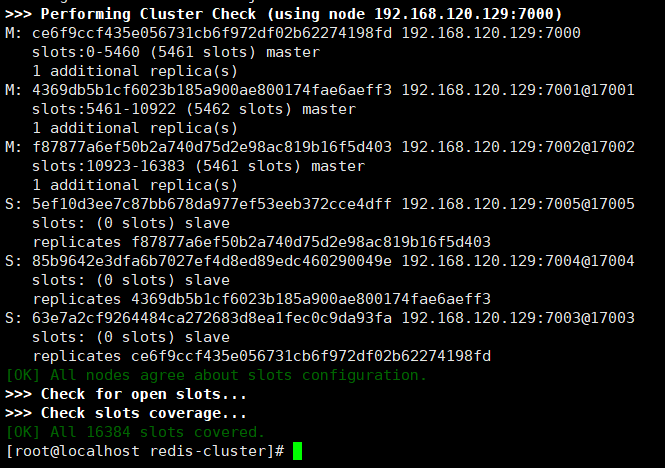 >>> Performing Cluster Check (using node 192.168.120.129:7000)
M: ce6f9ccf435e056731cb6f972df02b62274198fd 192.168.120.129:7000
   slots:0-5460 (5461 slots) master
   1 additional replica(s)
M: 4369db5b1cf6023b185a900ae800174fae6aeff3 192.168.120.129:7001@17001
   slots:5461-10922 (5462 slots) master
   1 additional replica(s)
M: f87877a6ef50b2a740d75d2e98ac819b16f5d403 192.168.120.129:7002@17002
   slots:10923-16383 (5461 slots) master
   1 additional replica(s)
S: 5ef10d3ee7c87bb678da977ef53eeb372cce4dff 192.168.120.129:7005@17005
   slots: (0 slots) slave
   replicates f87877a6ef50b2a740d75d2e98ac819b16f5d403
S: 85b9642e3dfa6b7027ef4d8ed89edc460290049e 192.168.120.129:7004@17004
   slots: (0 slots) slave
   replicates 4369db5b1cf6023b185a900ae800174fae6aeff3
S: 63e7a2cf9264484ca272683d8ea1fec0c9da93fa 192.168.120.129:7003@17003
   slots: (0 slots) slave
   replicates ce6f9ccf435e056731cb6f972df02b62274198fd
[OK] All nodes agree about slots configuration.
>>> Check for open slots...
>>> Check slots coverage...
[OK] All 16384 slots covered.
[root@localhost redis-cluster]#